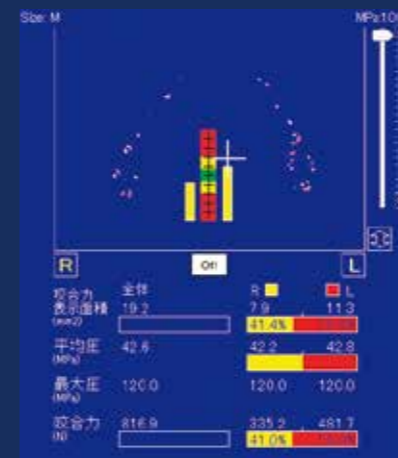 Size: M
MPa:10
R
Off
L
咬合力 全体 R L
表示面積 19.2 7.9 11.3
(mm2)
41.4%
平均圧 42.6 42.2 42.8
(MPa)
最大圧 120.0 120.0 120.0
(MPa)
咬合力 816.9 335.2 481.7
(N)
41.0%